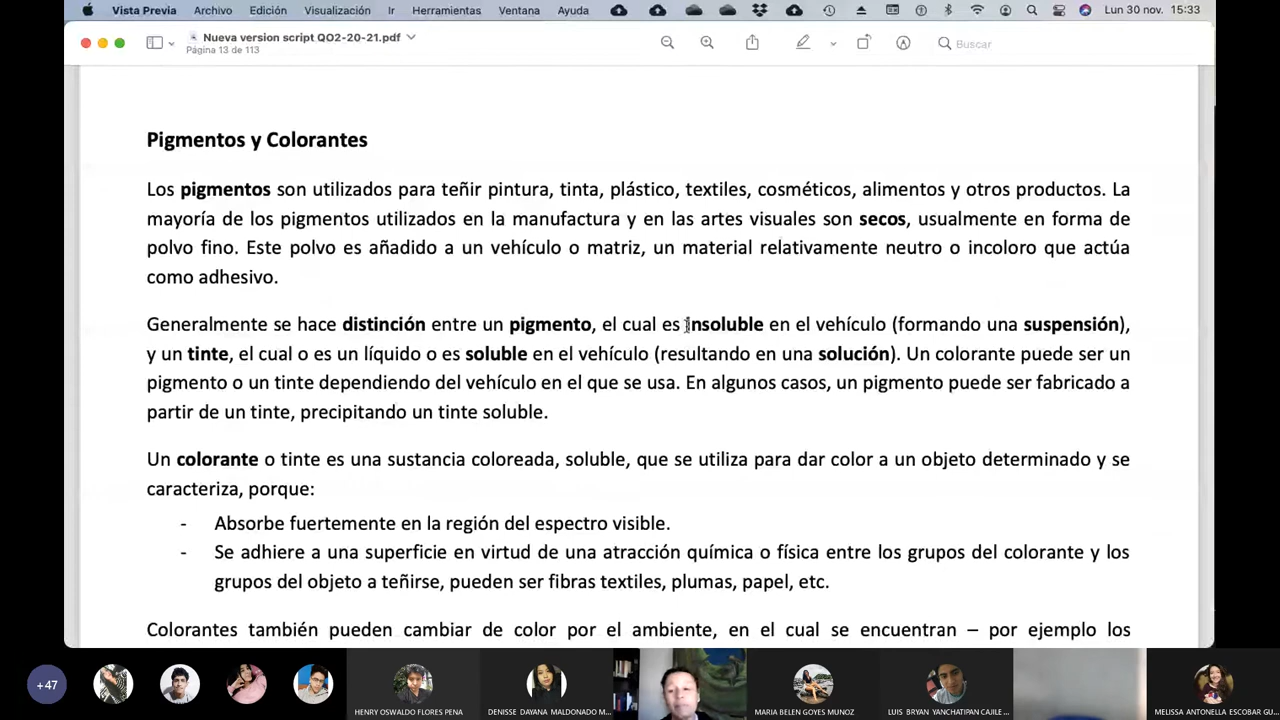 Vista Previa Archivo Edición Visualización Ir Herramientas Ventana Ayuda Lun 30 nov. 15:33
Nueva version script QO2-20-21.pdf
Página 13 de 113
Buscar
Pigmentos y Colorantes
Los pigmentos son utilizados para teñir pintura, tinta, plástico, textiles, cosméticos, alimentos y otros productos. La
mayoría de los pigmentos utilizados en la manufactura y en las artes visuales son secos, usualmente en forma de
polvo fino. Este polvo es añadido a un vehículo o matriz, un material relativamente neutro o incoloro que actúa
como adhesivo.
Generalmente se hace distinción entre un pigmento, el cual es insoluble en el vehículo (formando una suspensión),
y un tinte, el cual o es un líquido o es soluble en el vehículo (resultando en una solución). Un colorante puede ser un
pigmento o un tinte dependiendo del vehículo en el que se usa. En algunos casos, un pigmento puede ser fabricado a
partir de un tinte, precipitando un tinte soluble.
Un colorante o tinte es una sustancia coloreada, soluble, que se utiliza para dar color a un objeto determinado y se
caracteriza, porque:
- Absorbe fuertemente en la región del espectro visible.
- Se adhiere a una superficie en virtud de una atracción química o física entre los grupos del colorante y los
grupos del objeto a teñirse, pueden ser fibras textiles, plumas, papel, etc.
Colorantes también pueden cambiar de color por el ambiente, en el cual se encuentran – por ejemplo los
+47
HENRY OSWALDO FLORES PENA
DENISSE DAYANA MALDONADO M...
MARIA BELEN GOYES MUNOZ
LUIS BRYAN YANCHATIPAN CAJILE...
MELISSA ANTONELLA ESCOBAR GU...